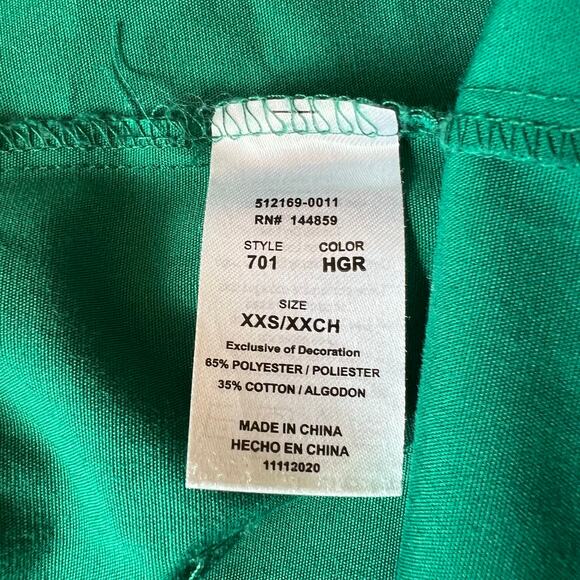 512169-0011
RN# 144859
STYLE COLOR
701 HGR
SIZE
XXS/XXCH
Exclusive of Decoration
65% POLYESTER / POLIESTER
35% COTTON / ALGODON
MADE IN CHINA
HECHO EN CHINA
11112020